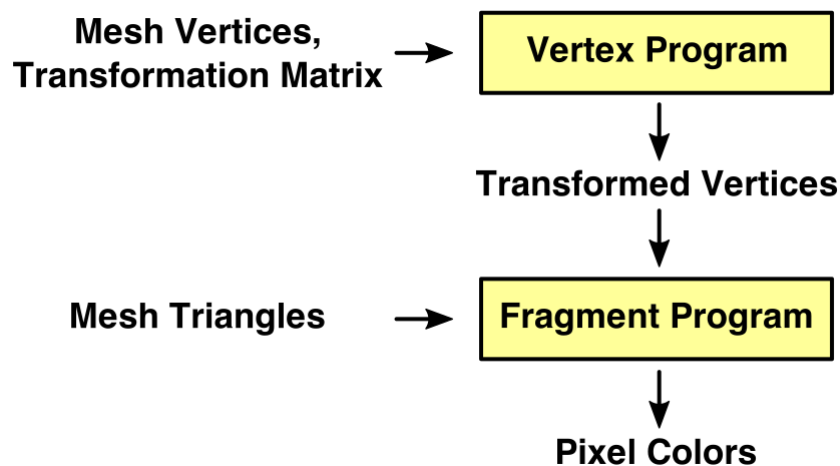 Mesh Vertices,
Transformation Matrix
Vertex Program
Transformed Vertices
Mesh Triangles
Fragment Program
Pixel Colors